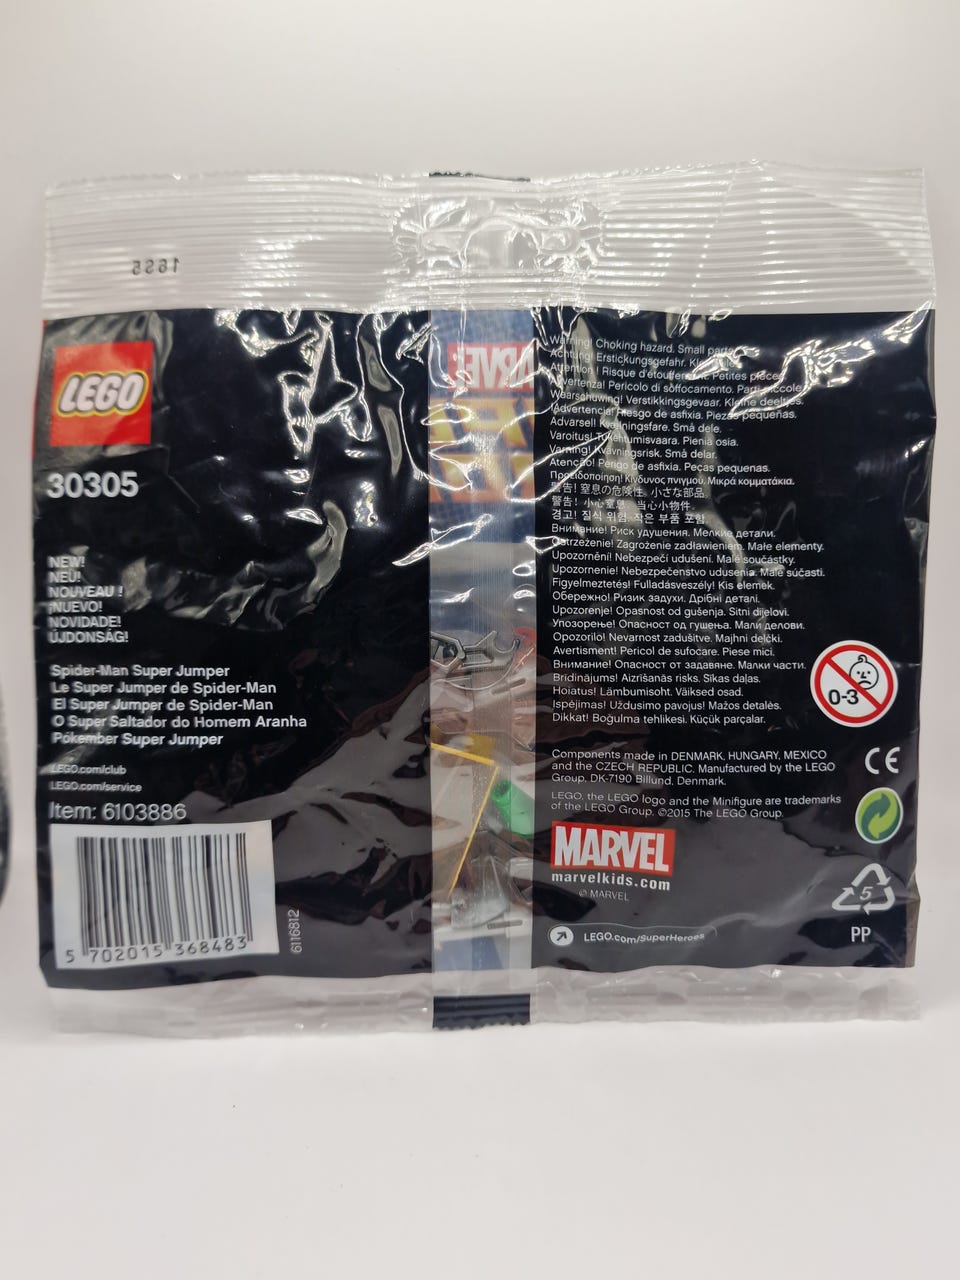 LEGO
30305
NEW!
NEU!
NOUVEAU !
¡NUEVO!
NOVIDADE!
ÚJDONSÁG!
Spider-Man Super Jumper
Le Super Jumper de Spider-Man
El Super Jumper de Spider-Man
O Super Saltador do Homem Aranha
Pókember Super Jumper
LEGO.com/club
LEGO.com/service
Item: 6103886
5 702015 368483
6116812
MARVEL
Warning! Choking hazard. Small parts
Achtung! Erstickungsgefahr.
Attention ! Risque d'étouffement. Petites pièces.
Avvertenza! Pericolo di soffocamento. Parti piccole.
Waarschuwing! Verstikkingsgevaar. Kleine deeltjes.
¡Advertencia! Riesgo de asfixia. Piezas pequeñas.
Advarsel! Kvælningsfare. Små dele.
Varoitus! Tukehtumisvaara. Pieniä osia.
Varning! Kvävningsrisk. Små delar.
Atenção! Perigo de asfixia. Peças pequenas.
Προειδοποίηση! Κίνδυνος πνιγμού. Μικρά κομματάκια.
警告! 窒息の危険性。小さな部品。
警告! 小心窒息。当心小物件。
경고! 질식 위험. 작은 부품 포함.
Внимание! Риск удушения. Мелкие детали.
Ostrzeżenie! Zagrożenie zadławieniem. Małe elementy.
Upozornění! Nebezpečí udušení. Malé součástky.
Upozornenie! Nebezpečenstvo udusenia. Malé súčasti.
Figyelmeztetés! Fulladásveszély! Kis elemek.
Обережно! Ризик задухи. Дрібні деталі.
Upozorenje! Opasnost od gušenja. Sitni dijelovi.
Упозорење! Опасност од гушења. Мали делови.
Opozorilo! Nevarnost zadušitve. Majhni delčki.
Avertisment! Pericol de sufocare. Piese mici.
Внимание! Опасност от задавяне. Малки части.
Brīdinājums! Aizrīšanās risks. Sīkas daļas.
Hoiatus! Lämbumisoht. Väiksed osad.
Įspėjimas! Uždusimo pavojus! Mažos detalės.
Dikkat! Boğulma tehlikesi. Küçük parçalar.
0-3
Components made in DENMARK, HUNGARY, MEXICO
and the CZECH REPUBLIC. Manufactured by the LEGO
Group, DK-7190 Billund, Denmark.
CE
LEGO, the LEGO logo and the Minifigure are trademarks
of the LEGO Group. ©2015 The LEGO Group.
MARVEL
marvelkids.com
© MARVEL
5
PP
LEGO.com/SuperHeroes